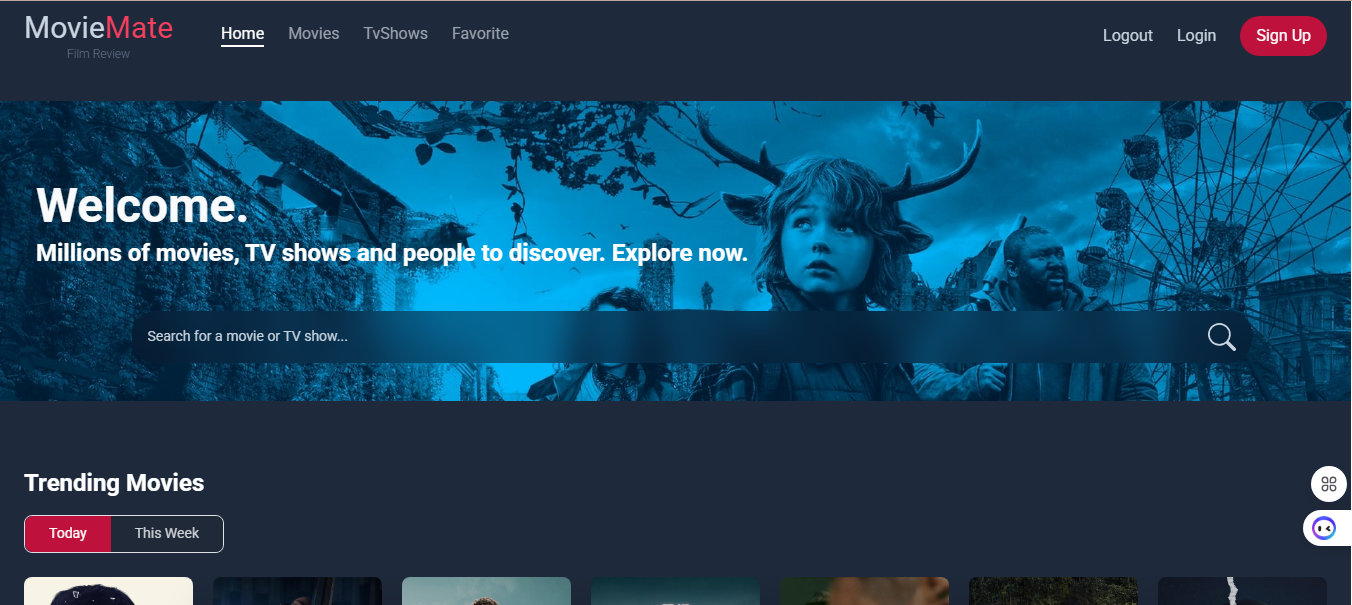 MovieMate
Film Review
Home Movies TvShows Favorite
Logout Login Sign Up
Welcome.
Millions of movies, TV shows and people to discover. Explore now.
Search for a movie or TV show...
Trending Movies
Today This Week